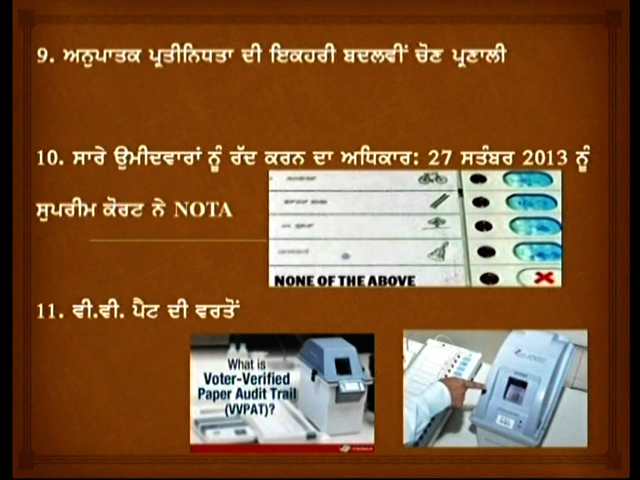 9. ਅਨੁਪਾਤਕ ਪ੍ਰਤੀਨਿਧਤਾ ਦੀ ਇਕਹਰੀ ਬਦਲਵੀਂ ਚੋਣ ਪ੍ਰਣਾਲੀ
10. ਸਾਰੇ ਉਮੀਦਵਾਰਾਂ ਨੂੰ ਰੱਦ ਕਰਨ ਦਾ ਅਧਿਕਾਰ: 27 ਸਤੰਬਰ 2013 ਨੂੰ
ਸੁਪਰੀਮ ਕੋਰਟ ਨੇ NOTA
NONE OF THE ABOVE
11. ਵੀ.ਵੀ. ਪੈਟ ਦੀ ਵਰਤੋਂ
What is
Voter-Verified
Paper Audit Trail
(VVPAT)?